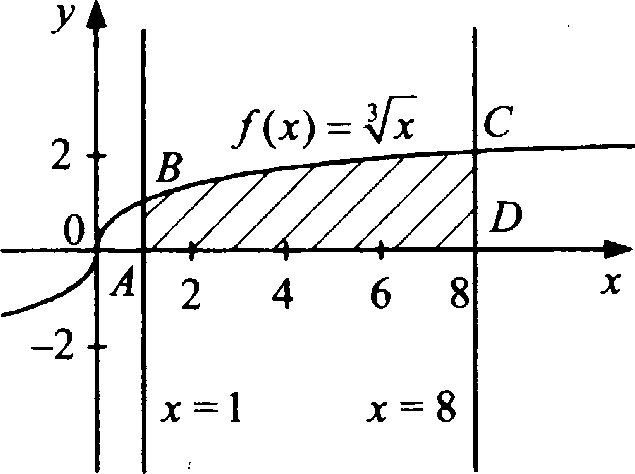 y
f(x) = ∛x
C
2
B
0
D
A
2
4
6
8
x
−2
x = 1
x = 8